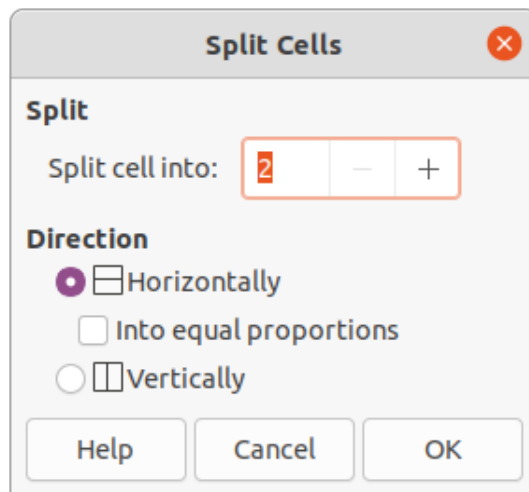 Split Cells
Split
Split cell into: 2
Direction
Horizontally
Into equal proportions
Vertically
Help Cancel OK